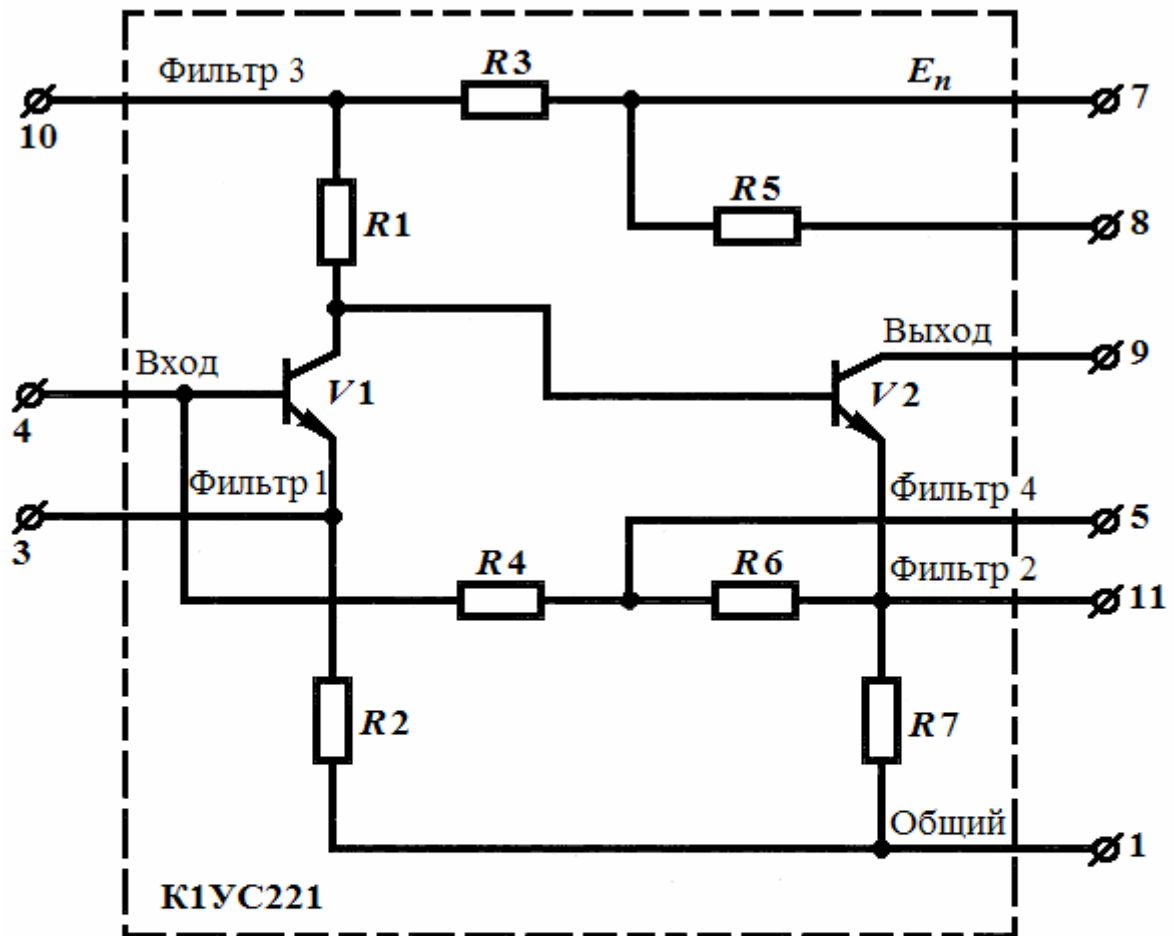 Фильтр 3
R3
Eп
7
10
R5
8
R1
Выход
9
Вход
V1
V2
4
Фильтр 1
Фильтр 4
3
5
R4
R6
Фильтр 2
11
R2
R7
Общий
1
К1УС221